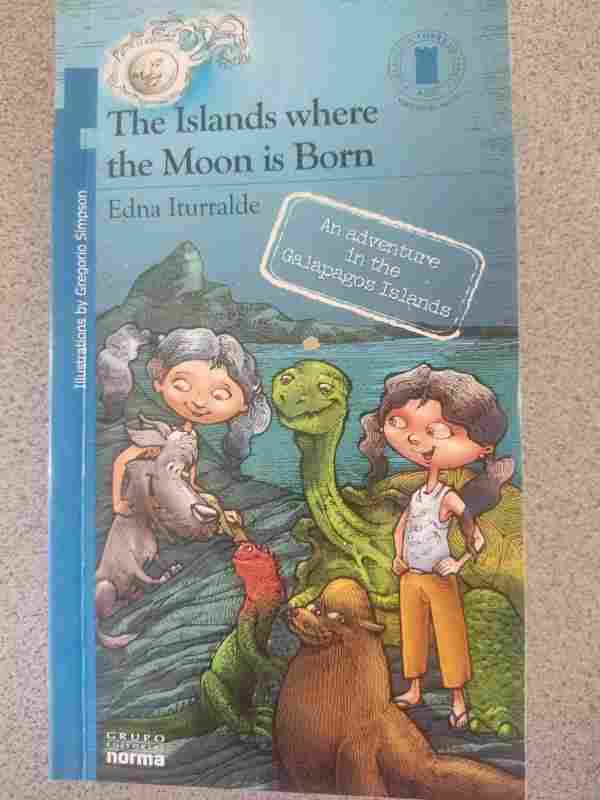 The Islands where
the Moon is Born
Edna Iturralde
An adventure
in the
Galapagos Islands
Illustrations by Gregorio Simpson
GRUPO
EDITORIAL
norma